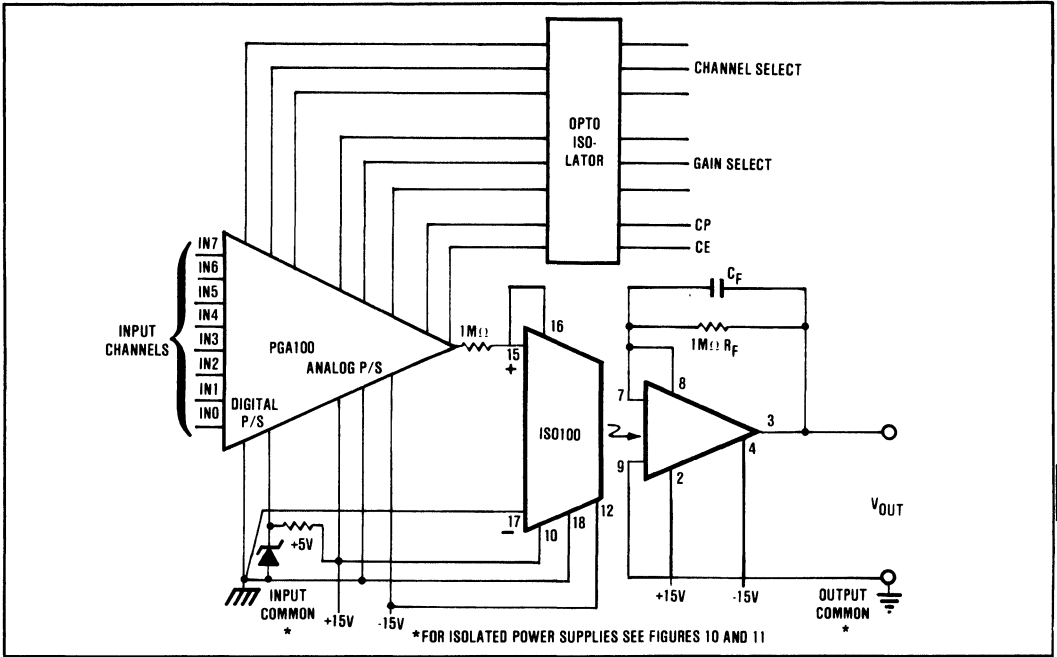 CHANNEL SELECT
OPTO
ISO-
LATOR
GAIN SELECT
CP
CE
IN7
IN6
IN5
IN4
IN3
IN2
IN1
IN0
INPUT
CHANNELS
PGA100
ANALOG P/S
DIGITAL
P/S
1MΩ
15
+
16
ISO100
17
−
10
18
12
CF
1MΩ RF
7
8
9
3
4
2
VOUT
+5V
INPUT
COMMON
*
+15V
-15V
+15V
-15V
OUTPUT
COMMON
*
*FOR ISOLATED POWER SUPPLIES SEE FIGURES 10 AND 11